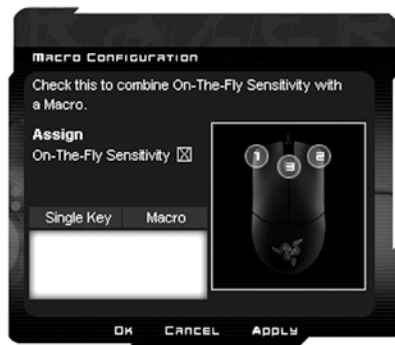 Macro Configuration
Check this to combine On-The-Fly Sensitivity with
a Macro.
Assign
On-The-Fly Sensitivity
1 2
3
Single Key Macro
Ok Cancel Apply